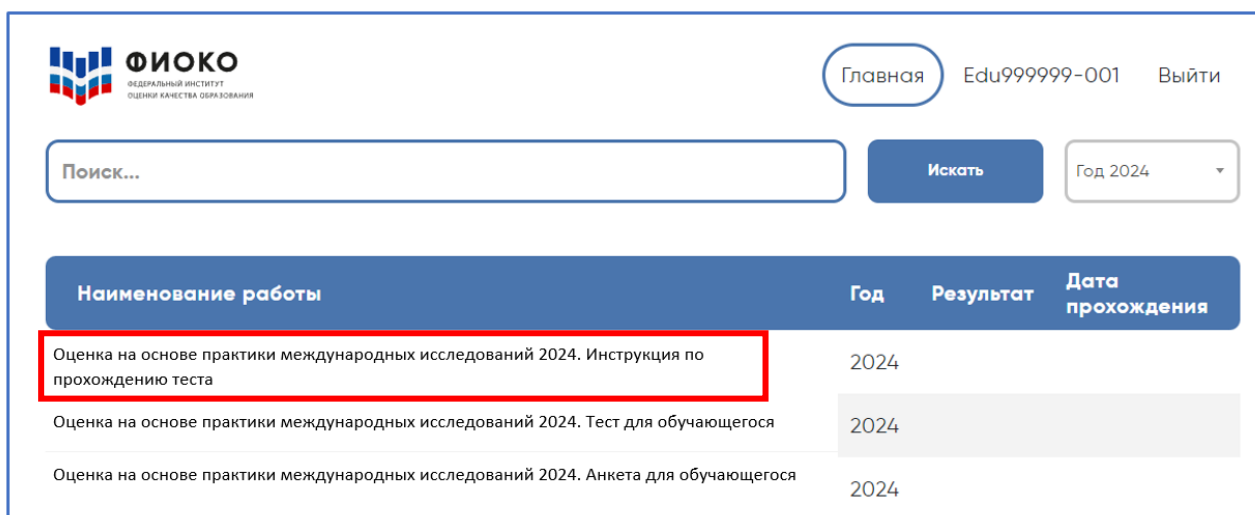 ФИОКО
ФЕДЕРАЛЬНЫЙ ИНСТИТУТ
ОЦЕНКИ КАЧЕСТВА ОБРАЗОВАНИЯ
Главная Edu999999-001 Выйти
Поиск... Искать Год 2024
Наименование работы Год Результат Дата
прохождения
Оценка на основе практики международных исследований 2024. Инструкция по
прохождению теста 2024
Оценка на основе практики международных исследований 2024. Тест для обучающегося 2024
Оценка на основе практики международных исследований 2024. Анкета для обучающегося 2024